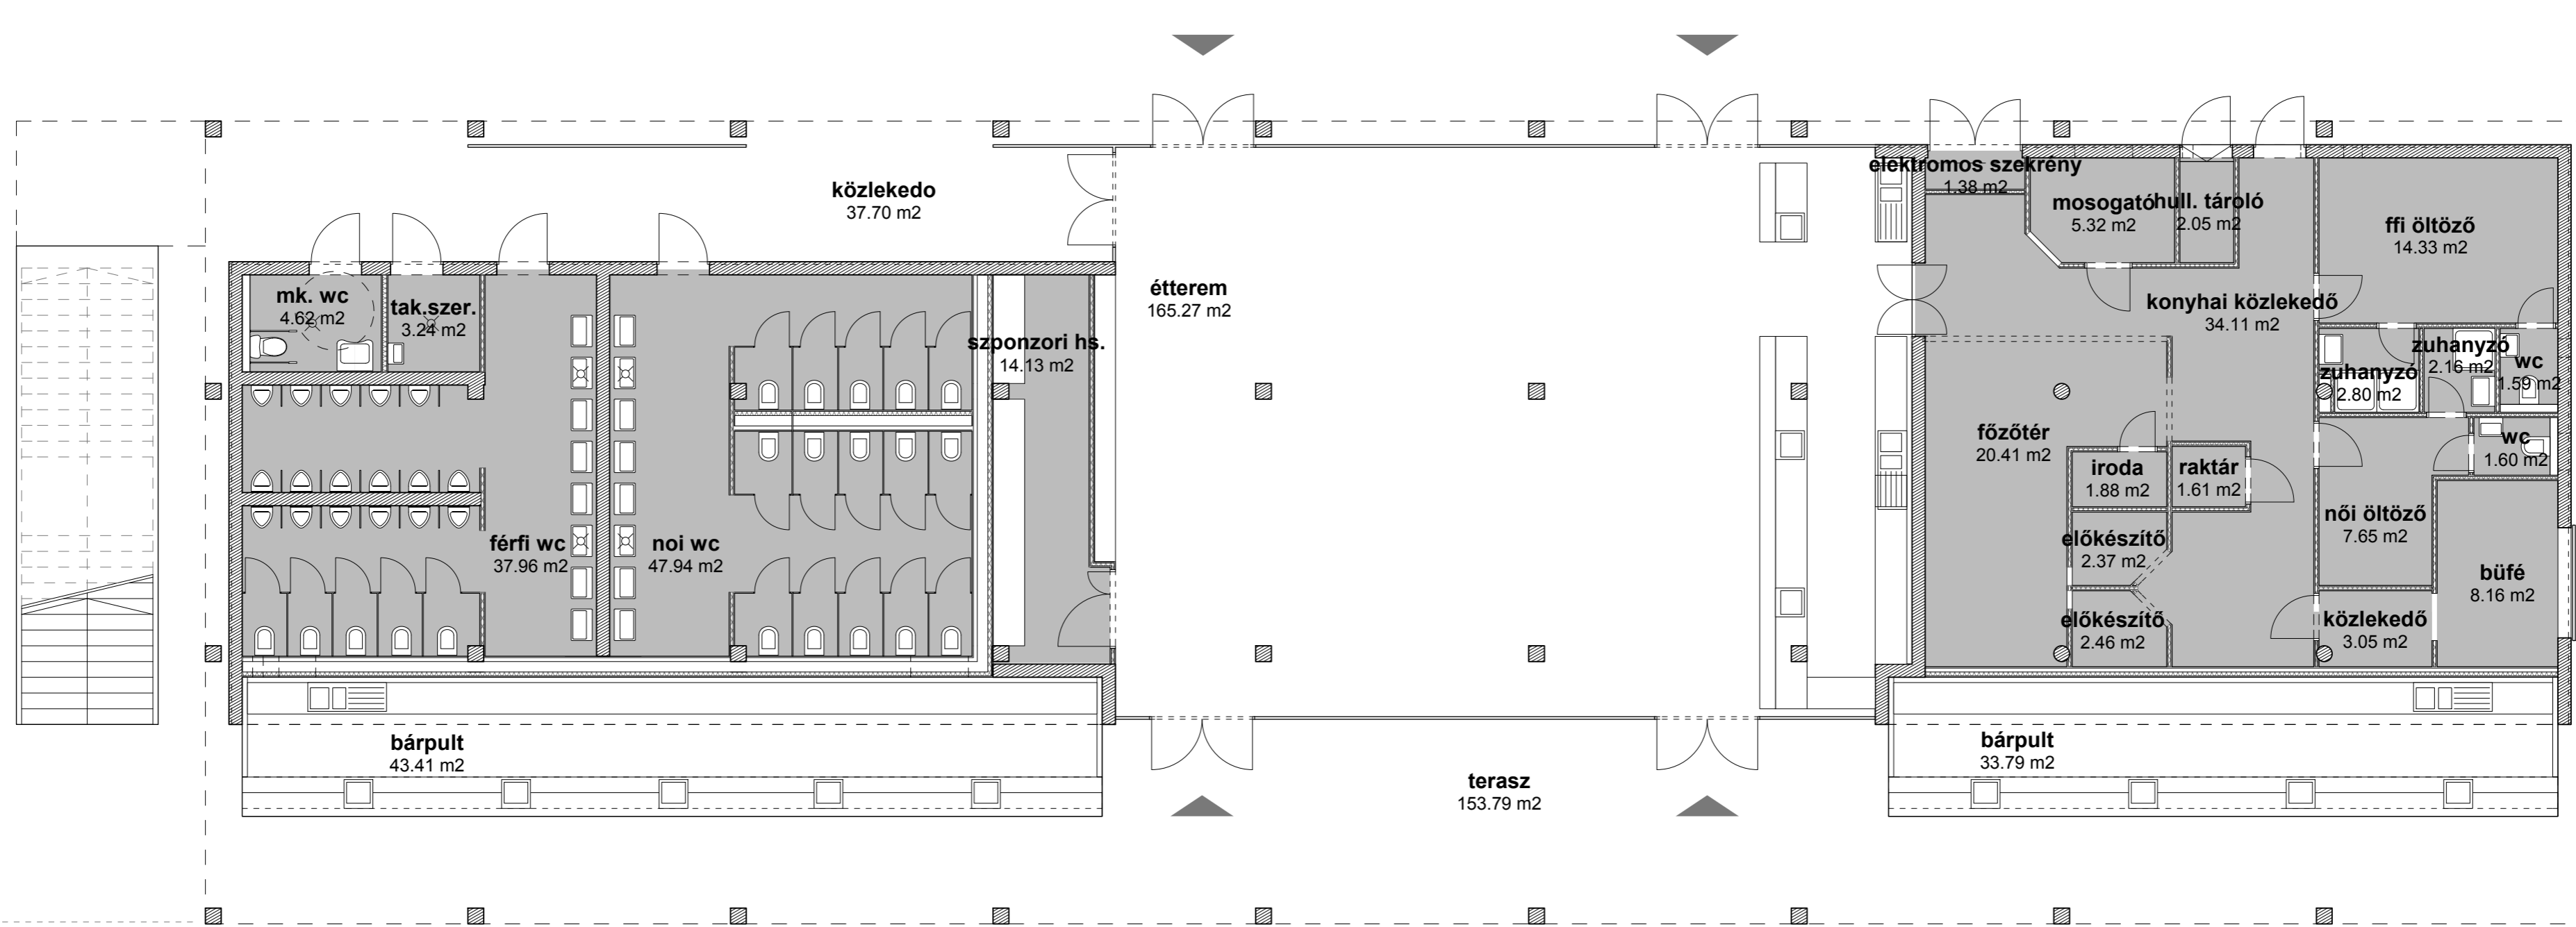 közlekedo
37.70 m2
elektromos szekrény
1.38 m2
mosogató
5.32 m2
hull. tároló
2.05 m2
ffi öltöző
14.33 m2
mk. wc
4.62 m2
tak.szer.
3.24 m2
étterem
165.27 m2
konyhai közlekedő
34.11 m2
szponzori hs.
14.13 m2
zuhanyzó
2.16 m2
wc
1.59 m2
zuhanyzó
2.80 m2
főzőtér
20.41 m2
iroda
1.88 m2
raktár
1.61 m2
wc
1.60 m2
férfi wc
37.96 m2
noi wc
47.94 m2
előkészítő
2.37 m2
női öltöző
7.65 m2
büfé
8.16 m2
előkészítő
2.46 m2
közlekedő
3.05 m2
bárpult
43.41 m2
terasz
153.79 m2
bárpult
33.79 m2